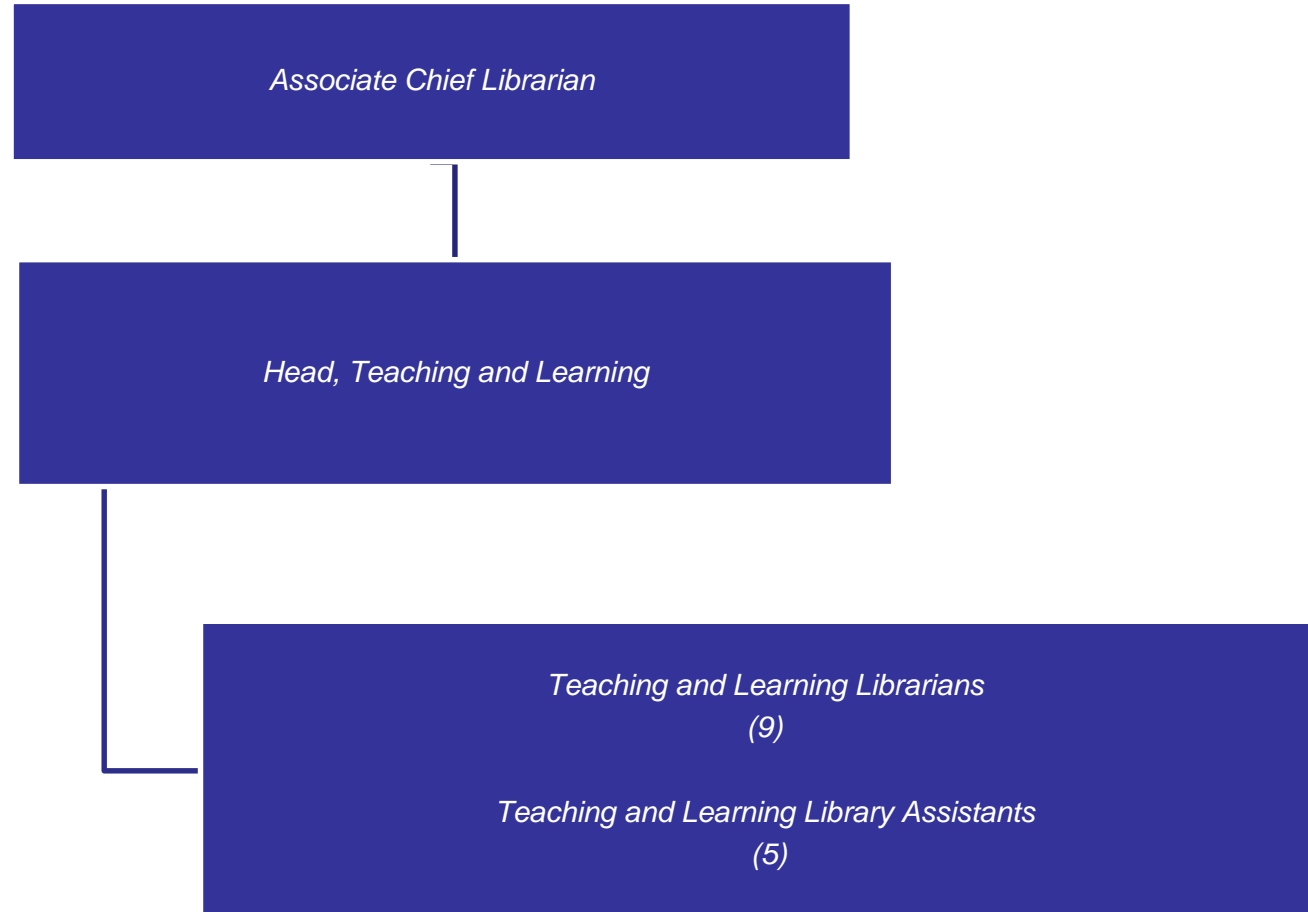 Associate Chief Librarian
Head, Teaching and Learning
Teaching and Learning Librarians
(9)
Teaching and Learning Library Assistants
(5)